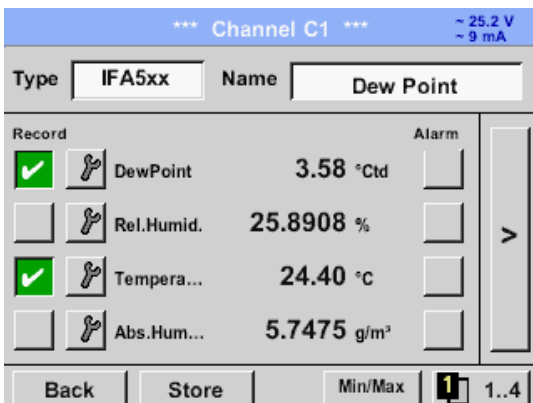 *** Channel C1 ***
~ 25.2 V
~ 9 mA
Type IFA5xx Name Dew Point
Record Alarm
DewPoint 3.58 °Ctd
Rel.Humid. 25.8908 %
Tempera... 24.40 °C
Abs.Hum... 5.7475 g/m³
>
Back Store Min/Max 1 1..4